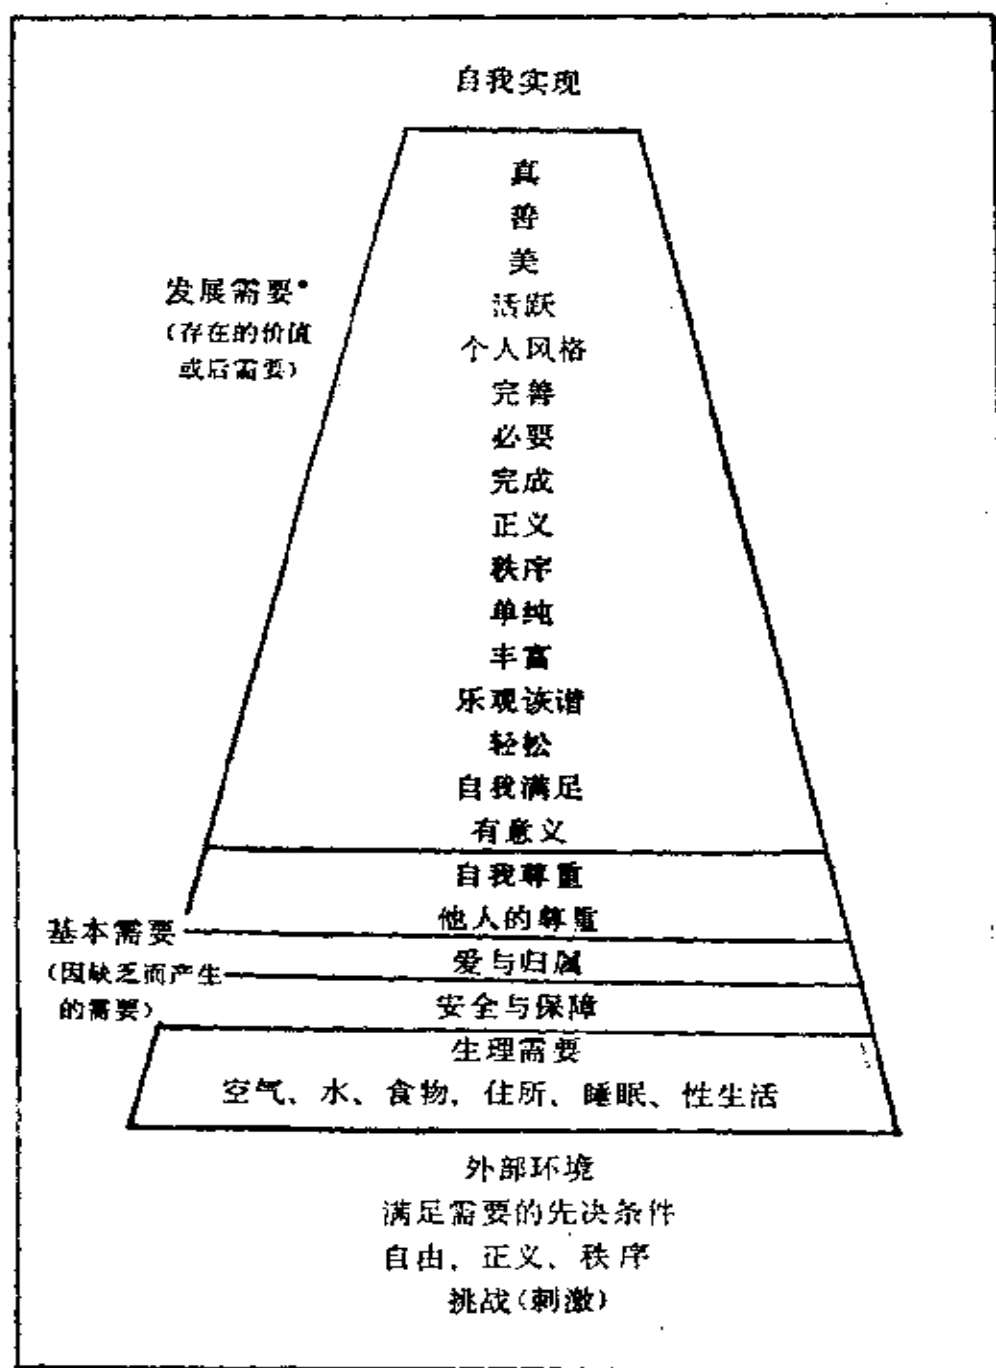 自我实现
真
善
美
发展需要*
活跃
(存在的价值
个人风格
或后需要)
完善
必要
完成
正义
秩序
单纯
丰富
乐观诙谐
轻松
自我满足
有意义
自我尊重
他人的尊重
基本需要
爱与归属
(因缺乏而产生
的需要)
安全与保障
生理需要
空气、水、食物、住所、睡眠、性生活
外部环境
满足需要的先决条件
自由、正义、秩序
挑战(刺激)